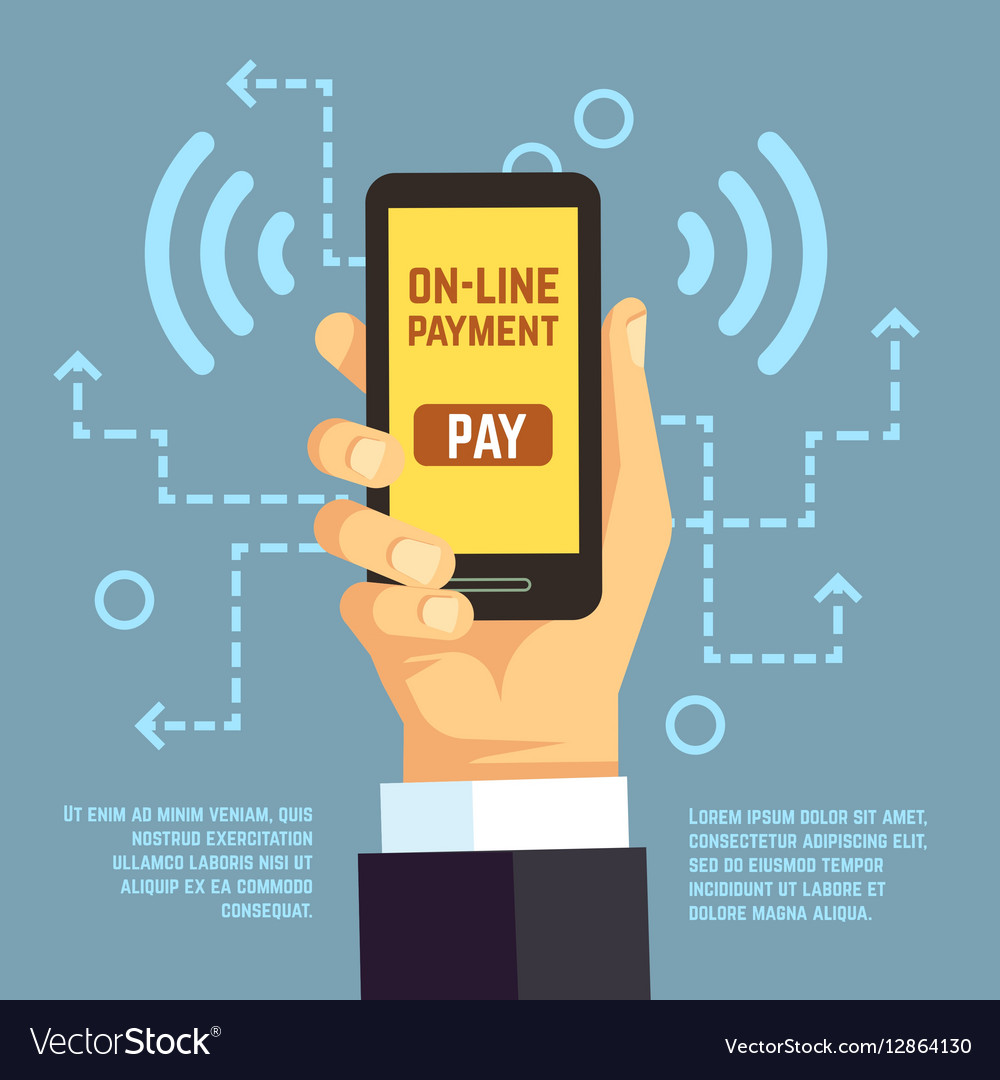 ON-LINE
PAYMENT
PAY
UT ENIM AD MINIM VENIAM, QUIS
NOSTRUD EXERCITATION
ULLAMCO LABORIS NISI UT
ALIQUIP EX EA COMMODO
CONSEQUAT.
LOREM IPSUM DOLOR SIT AMET,
CONSECTETUR ADIPISCING ELIT,
SED DO EIUSMOD TEMPOR
INCIDIDUNT UT LABORE ET
DOLORE MAGNA ALIQUA.
VectorStock®
VectorStock.com/12864130